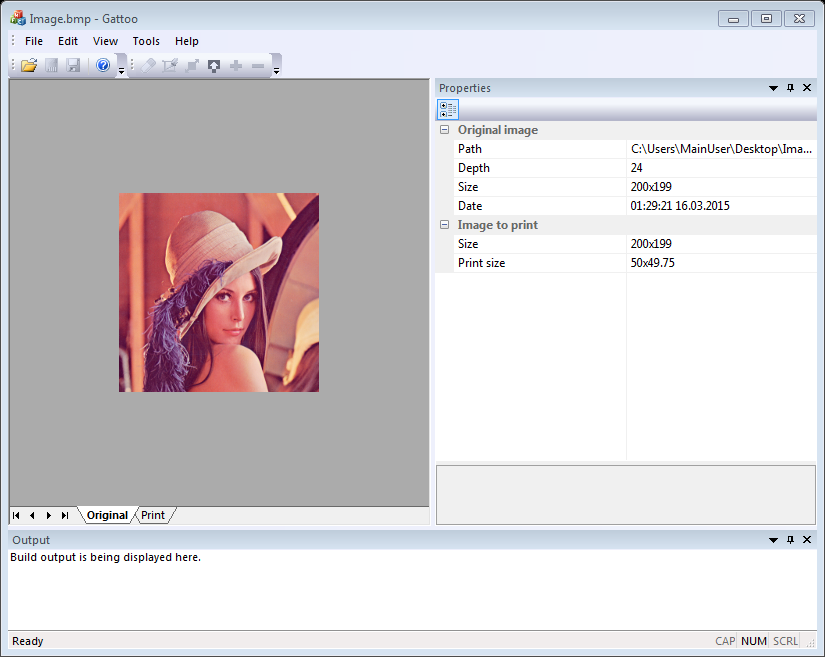 Image.bmp - Gattoo
File Edit View Tools Help
Properties
Original image
Path C:\Users\MainUser\Desktop\Ima...
Depth 24
Size 200x199
Date 01:29:21 16.03.2015
Image to print
Size 200x199
Print size 50x49.75
Original Print
Output
Build output is being displayed here.
Ready CAP NUM SCRL